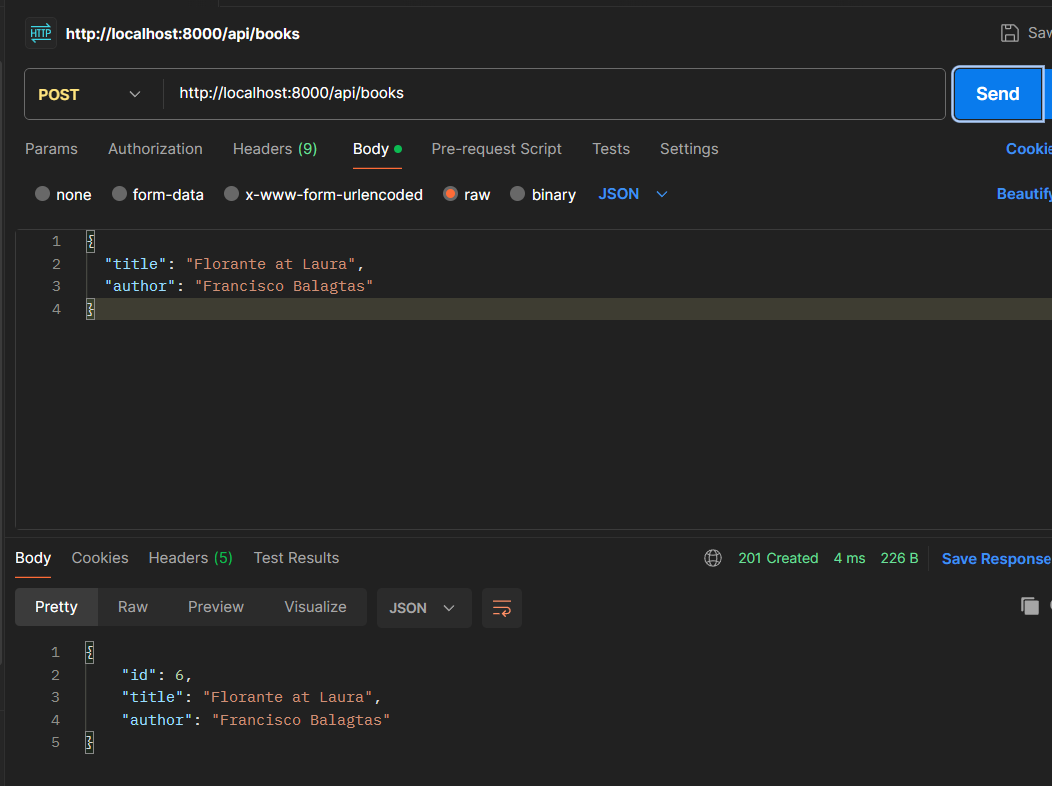 HTTP http://localhost:8000/api/books Sav
POST http://localhost:8000/api/books Send
Params Authorization Headers (9) Body Pre-request Script Tests Settings Cookie
none form-data x-www-form-urlencoded raw binary JSON Beautify
1 {
2 "title": "Florante at Laura",
3 "author": "Francisco Balagtas"
4 }
Body Cookies Headers (5) Test Results 201 Created 4 ms 226 B Save Response
Pretty Raw Preview Visualize JSON
1 {
2 "id": 6,
3 "title": "Florante at Laura",
4 "author": "Francisco Balagtas"
5 }